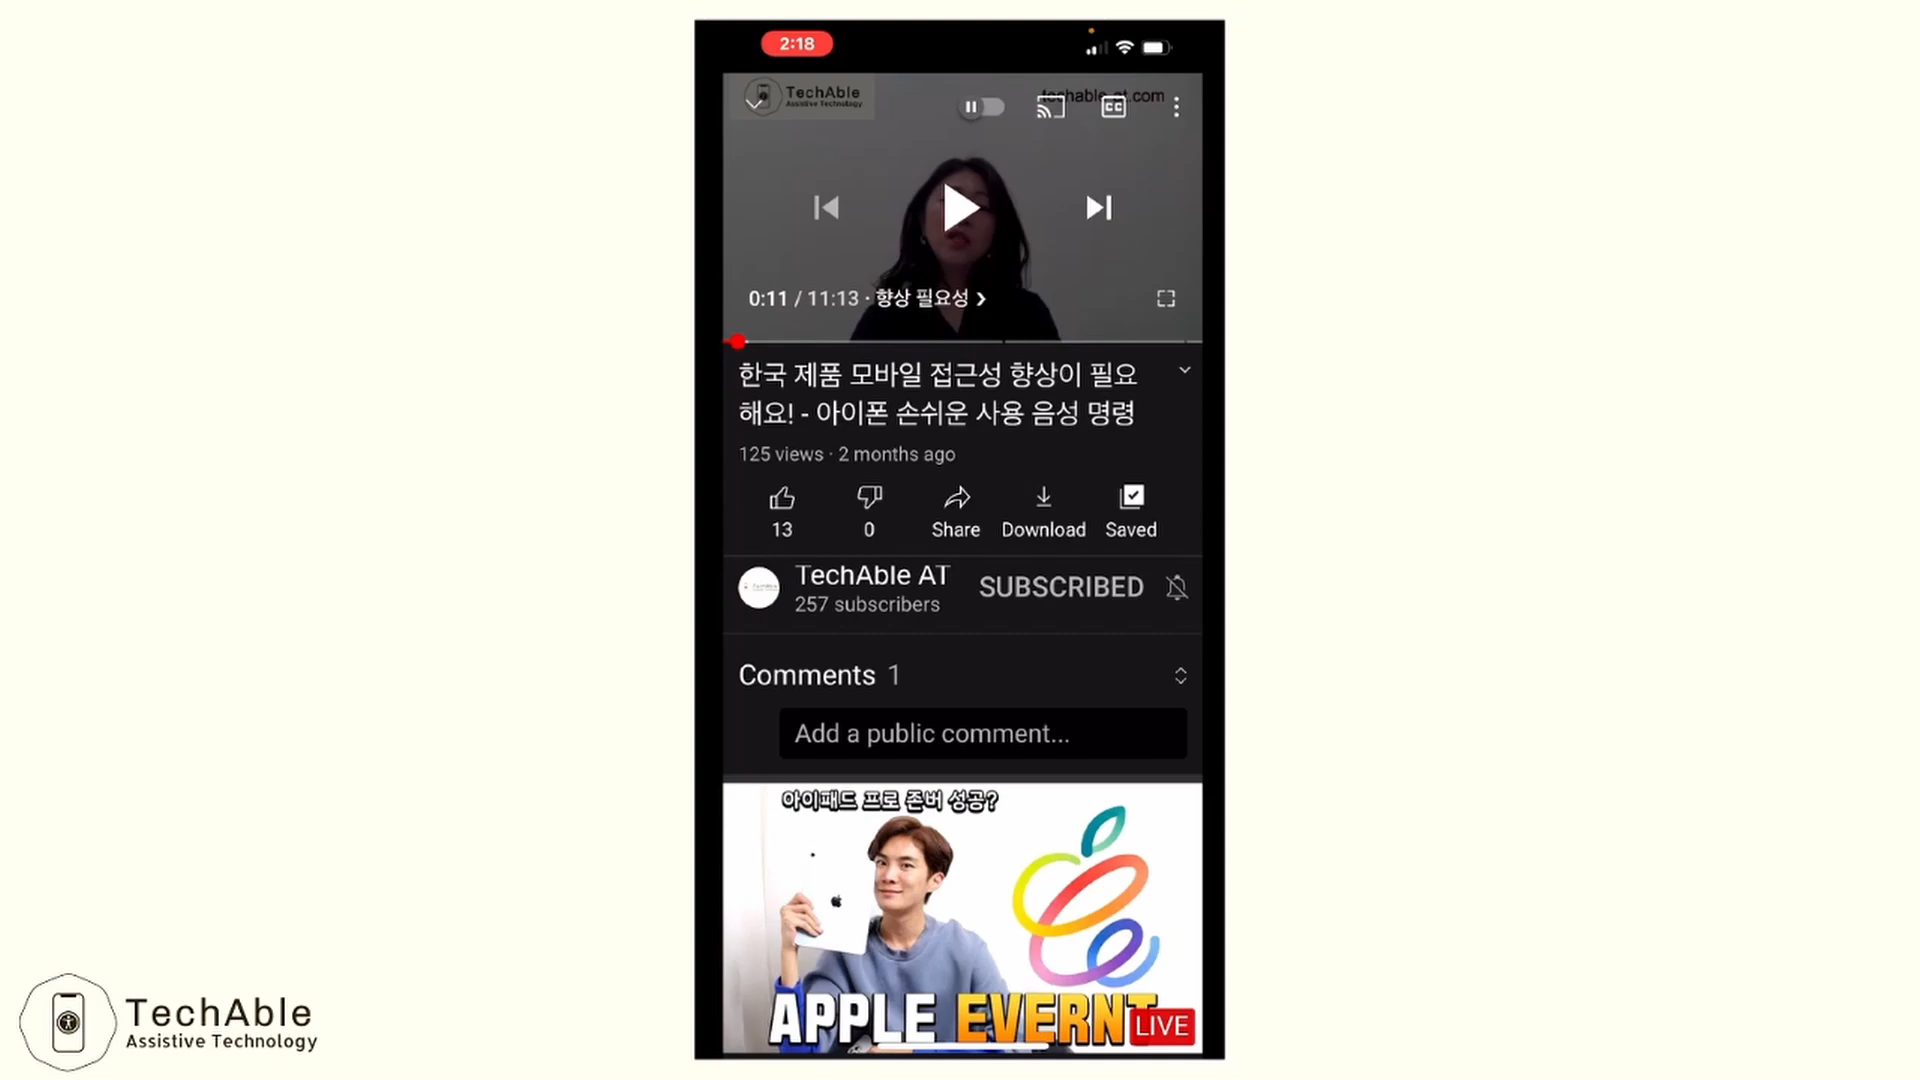 2:18
TechAble
Assistive Technology
techable-at.com
CC
0:11 / 11:13 · 향상 필요성
한국 제품 모바일 접근성 향상이 필요
해요! - 아이폰 손쉬운 사용 음성 명령
125 views · 2 months ago
13
0
Share
Download
Saved
TechAble AT
257 subscribers
SUBSCRIBED
Comments 1
Add a public comment...
아이패드 프로 존버 성공?
APPLE EVERNT
LIVE
TechAble
Assistive Technology